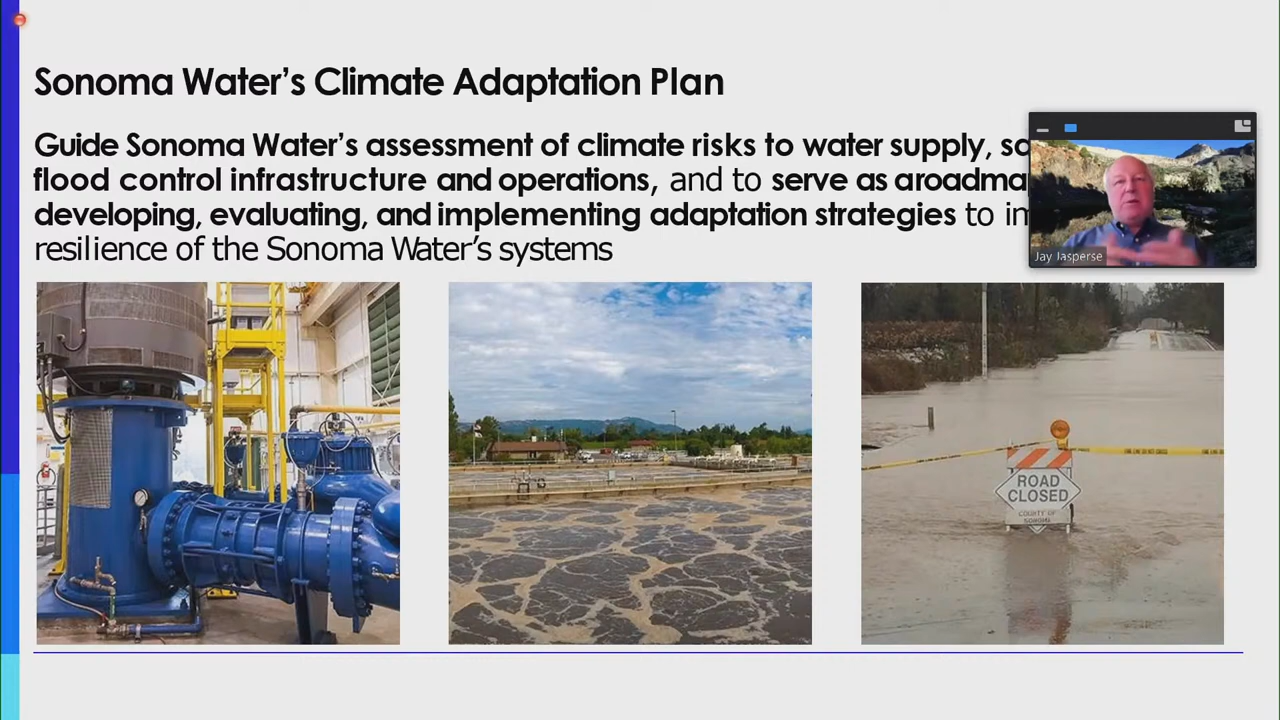 Sonoma Water’s Climate Adaptation Plan
Guide Sonoma Water’s assessment of climate risks to water supply,
flood control infrastructure and operations, and to serve as aroadma
developing, evaluating, and implementing adaptation strategies to
resilience of the Sonoma Water’s systems
Jay Jasperse
ROAD
CLOSED
COUNTY OF
SONOMA